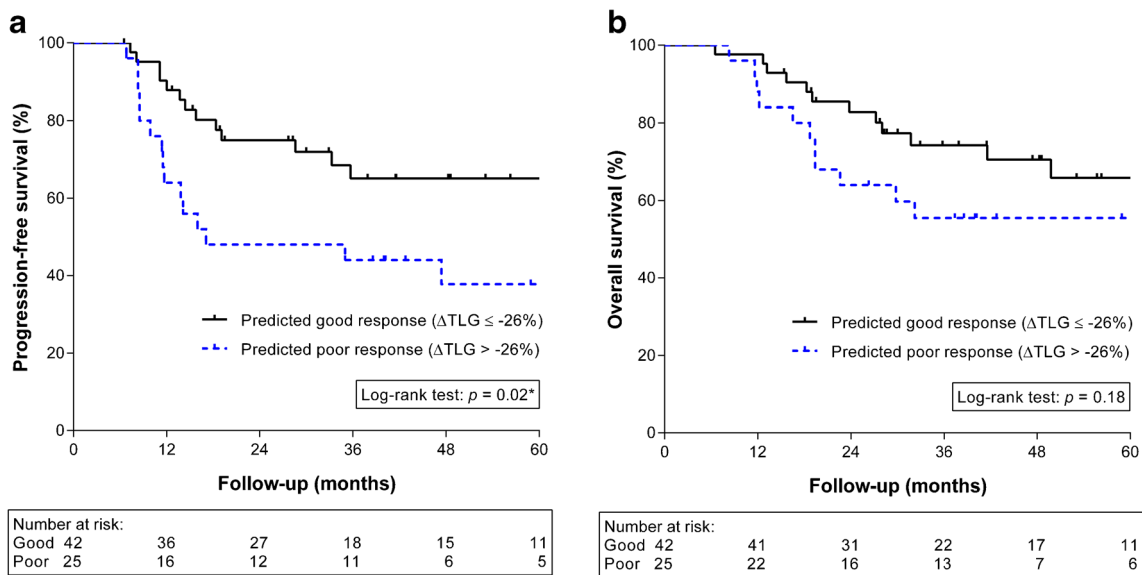 a
Progression-free survival (%)
100
80
60
40
20
0
0 12 24 36 48 60
Follow-up (months)
Predicted good response (ΔTLG ≤ -26%)
Predicted poor response (ΔTLG > -26%)
Log-rank test: p = 0.02*
Number at risk:
Good 42 36 27 18 15 11
Poor 25 16 12 11 6 5
b
Overall survival (%)
100
80
60
40
20
0
0 12 24 36 48 60
Follow-up (months)
Predicted good response (ΔTLG ≤ -26%)
Predicted poor response (ΔTLG > -26%)
Log-rank test: p = 0.18
Number at risk:
Good 42 41 31 22 17 11
Poor 25 22 16 13 7 6